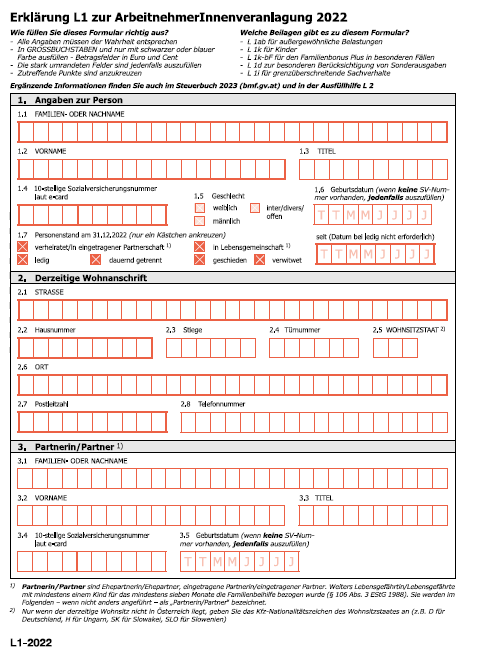 Erklärung L1 zur ArbeitnehmerInnenveranlagung 2022
Wie füllen Sie dieses Formular richtig aus?
- Alle Angaben müssen der Wahrheit entsprechen
- In GROSSBUCHSTABEN und nur mit schwarzer oder blauer
Farbe ausfüllen - Betragsfelder in Euro und Cent
- Die stark umrandeten Felder sind jedenfalls auszufüllen
- Zutreffende Punkte sind anzukreuzen
Welche Beilagen gibt es zu diesem Formular?
- L 1ab für außergewöhnliche Belastungen
- L 1k für Kinder
- L 1k-bF für den Familienbonus Plus in besonderen Fällen
- L 1d zur besonderen Berücksichtigung von Sonderausgaben
- L 1i für grenzüberschreitende Sachverhalte
Ergänzende Informationen finden Sie auch im Steuerbuch 2023 (bmf.gv.at) und in der Ausfüllhilfe L 2
1. Angaben zur Person
1.1 FAMILIEN- ODER NACHNAME
1.2 VORNAME
1.3 TITEL
1.4 10-stellige Sozialversicherungsnummer
laut e-card
1.5 Geschlecht
weiblich
inter/divers/
offen
männlich
1.6 Geburtsdatum (wenn keine SV-Num-
mer vorhanden, jedenfalls auszufüllen)
T T M M J J J J
1.7 Personenstand am 31.12.2022 (nur ein Kästchen ankreuzen)
verheiratet/in eingetragener Partnerschaft 1)
in Lebensgemeinschaft 1)
ledig
dauernd getrennt
geschieden
verwitwet
seit (Datum bei ledig nicht erforderlich)
T T M M J J J J
2. Derzeitige Wohnanschrift
2.1 STRASSE
2.2 Hausnummer
2.3 Stiege
2.4 Türnummer
2.5 WOHNSITZSTAAT 2)
2.6 ORT
2.7 Postleitzahl
2.8 Telefonnummer
3. Partnerin/Partner 1)
3.1 FAMILIEN- ODER NACHNAME
3.2 VORNAME
3.3 TITEL
3.4 10-stellige Sozialversicherungsnummer
laut e-card
3.5 Geburtsdatum (wenn keine SV-Num-
mer vorhanden, jedenfalls auszufüllen)
T T M M J J J J
1) Partnerin/Partner sind Ehepartnerin/Ehepartner, eingetragene Partnerin/eingetragener Partner. Weiters Lebensgefährtin/Lebensgefährte
mit mindestens einem Kind für das mindestens sieben Monate die Familienbeihilfe bezogen wurde (§ 106 Abs. 3 EStG 1988). Sie werden im
Folgenden – wenn nicht anders angeführt – als „Partnerin/Partner" bezeichnet.
2) Nur wenn der derzeitige Wohnsitz nicht in Österreich liegt, geben Sie das Kfz-Nationalitätszeichen des Wohnsitzstaates an (z.B. D für
Deutschland, H für Ungarn, SK für Slowakei, SLO für Slowenien)
L1-2022